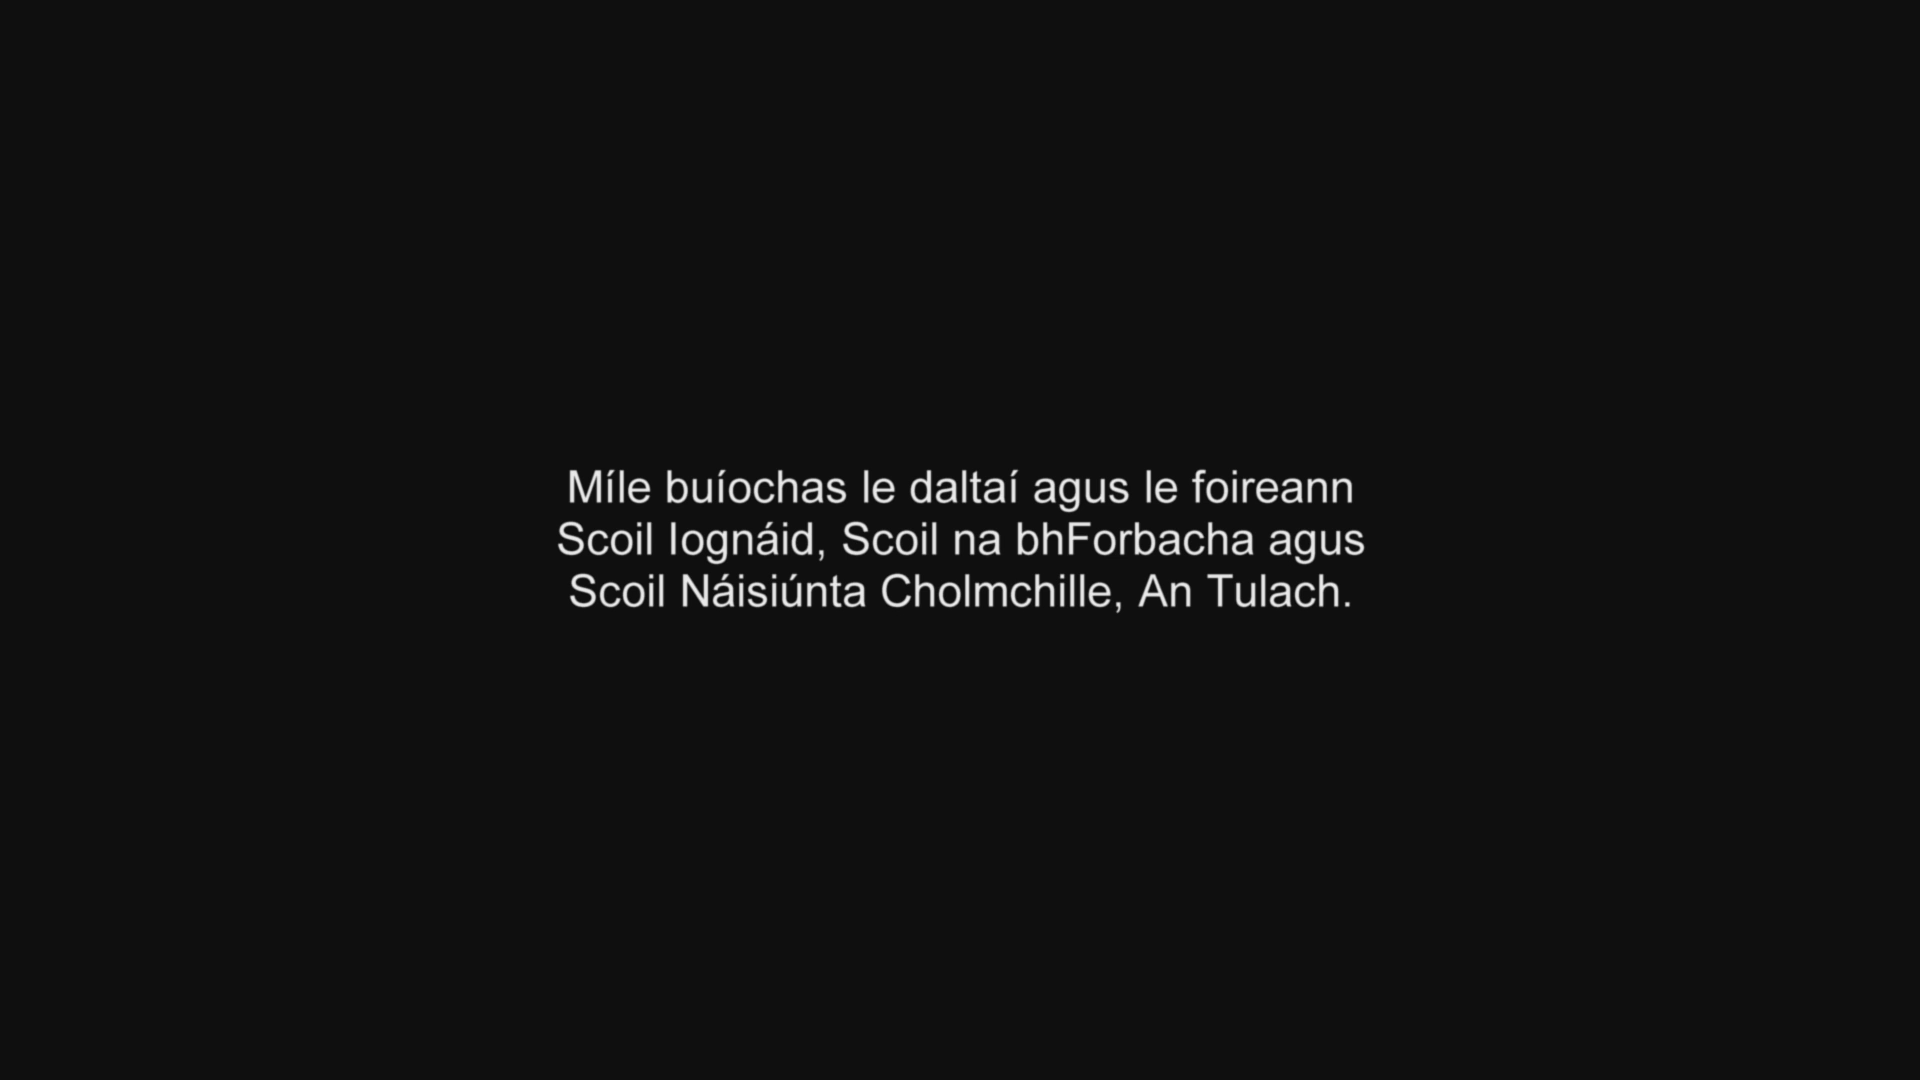 Míle buíochas le daltaí agus le foireann
Scoil Iognáid, Scoil na bhForbacha agus
Scoil Náisiúnta Cholmchille, An Tulach.